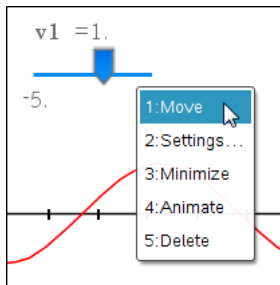 v1 =1.
-5.
1:Move
2:Settings...
3:Minimize
4:Animate
5:Delete